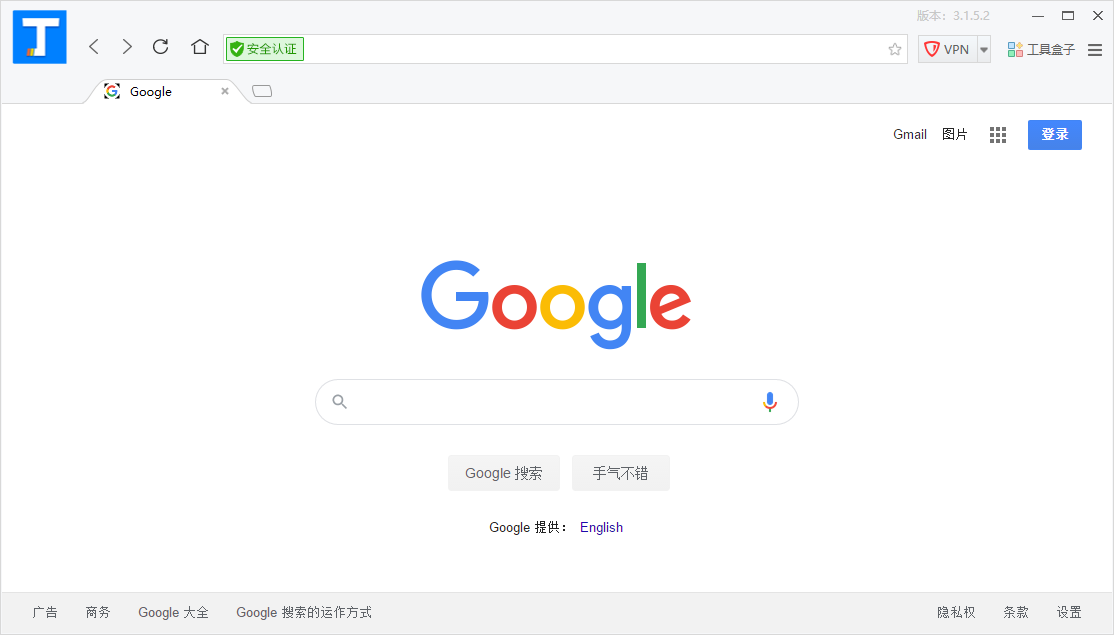 版本：3.1.5.2
T
安全认证
VPN
工具盒子
Google
Gmail 图片
登录
Google
Google 搜索 手气不错
Google 提供： English
广告 商务 Google 大全 Google 搜索的运作方式 隐私权 条款 设置